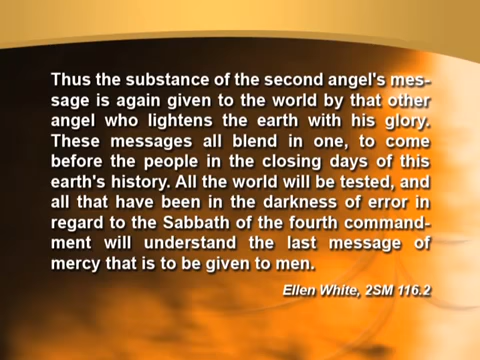 Thus the substance of the second angel's mes-
sage is again given to the world by that other
angel who lightens the earth with his glory.
These messages all blend in one, to come
before the people in the closing days of this
earth's history. All the world will be tested, and
all that have been in the darkness of error in
regard to the Sabbath of the fourth command-
ment will understand the last message of
mercy that is to be given to men.
Ellen White, 2SM 116.2